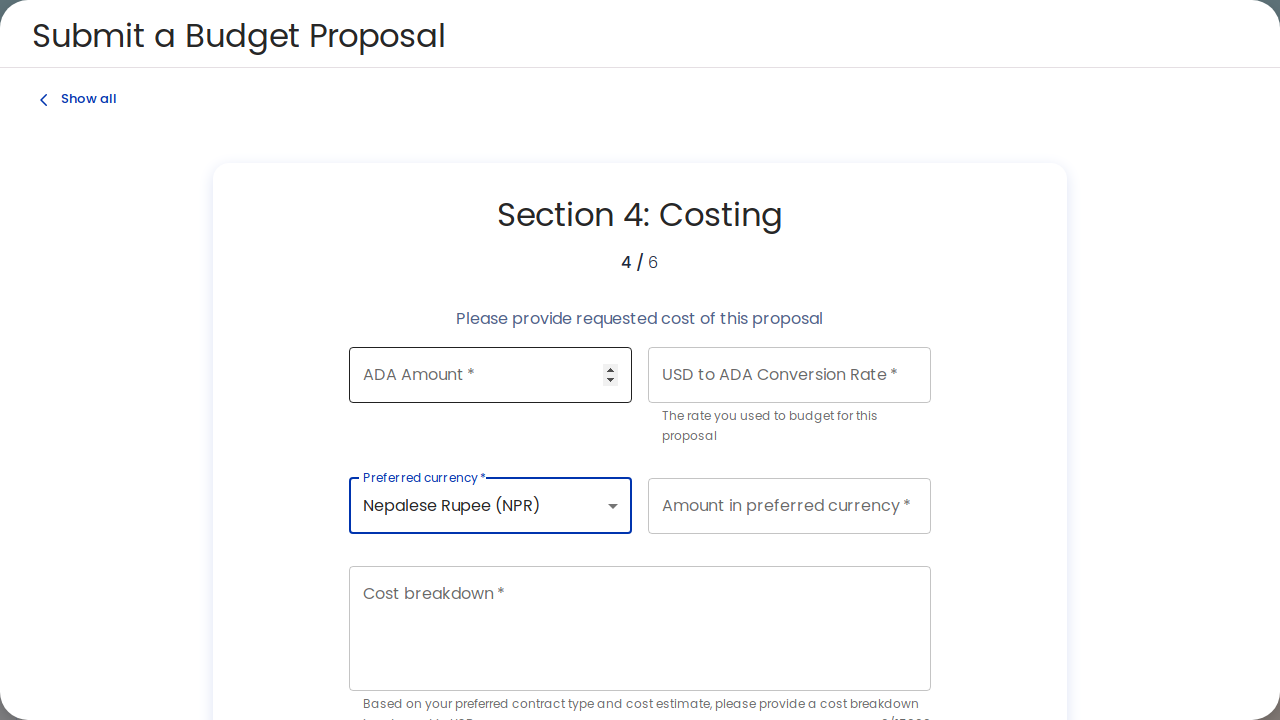 Submit a Budget Proposal
Show all
Section 4: Costing
4 / 6
Please provide requested cost of this proposal
ADA Amount *
USD to ADA Conversion Rate *
The rate you used to budget for this
proposal
Preferred currency *
Nepalese Rupee (NPR)
Amount in preferred currency *
Cost breakdown *
Based on your preferred contract type and cost estimate, please provide a cost breakdown